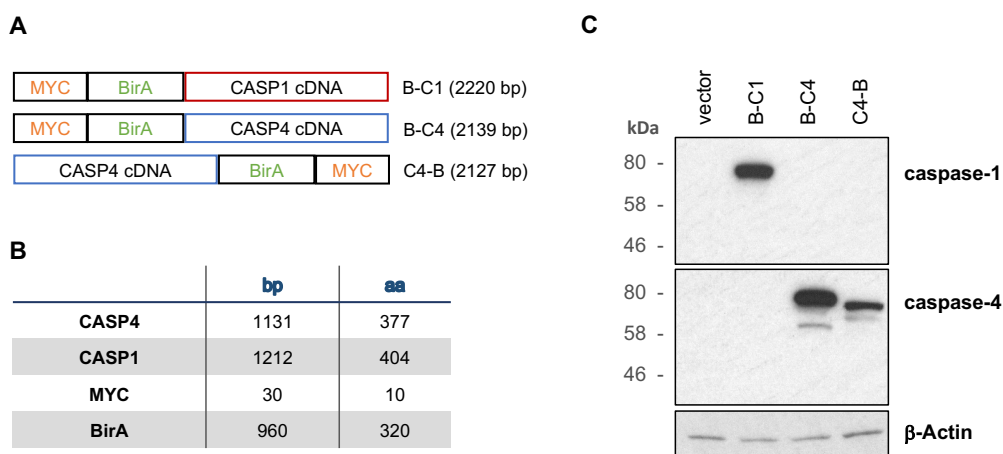 A
MYC BirA CASP1 cDNA B-C1 (2220 bp)
MYC BirA CASP4 cDNA B-C4 (2139 bp)
CASP4 cDNA BirA MYC C4-B (2127 bp)
B
bp aa
CASP4 1131 377
CASP1 1212 404
MYC 30 10
BirA 960 320
C
vector B-C1 B-C4 C4-B
kDa
80 - caspase-1
58 -
46 -
80 - caspase-4
58 -
46 -
β-Actin